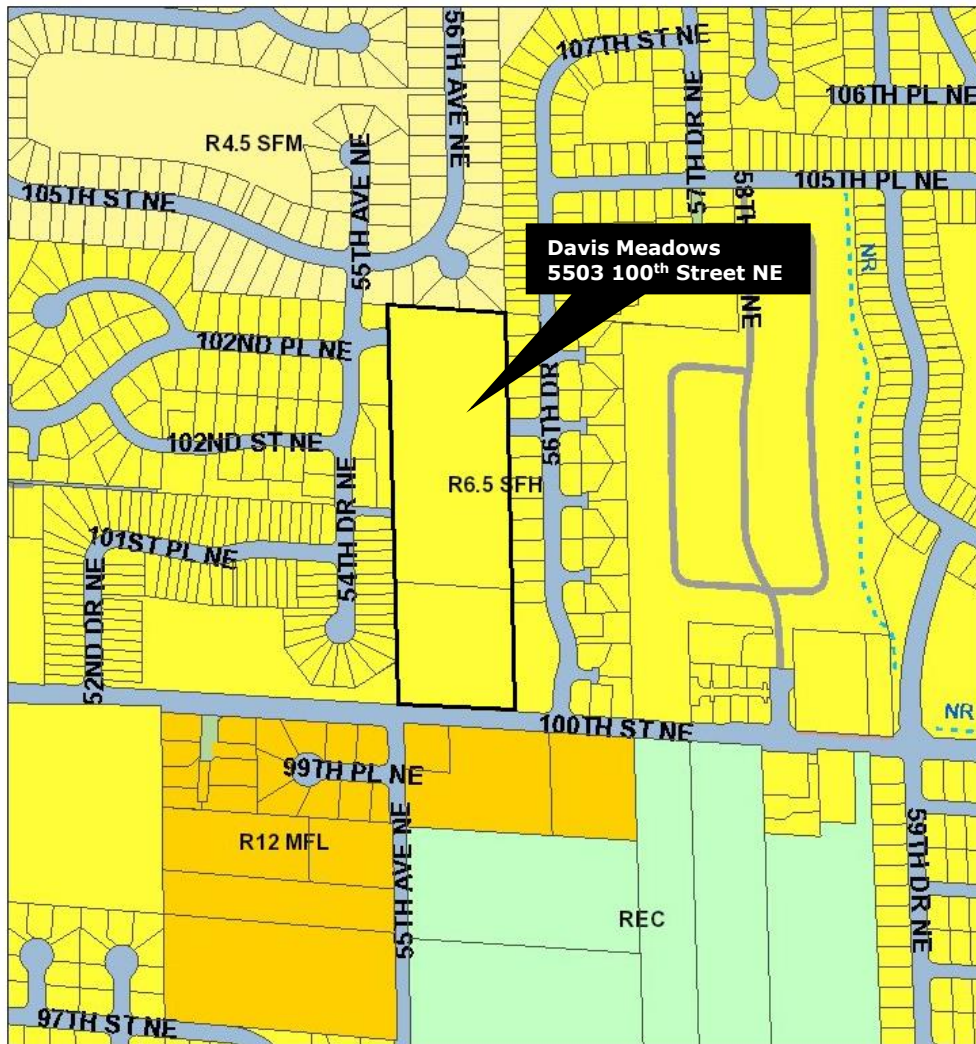 56TH AVE NE
107TH ST NE
106TH PL NE
R4.5 SFM
55TH AVE NE
57TH DR NE
105TH PL NE
105TH ST NE
58TH
NE
NR
Davis Meadows
5503 100th Street NE
102ND PL NE
56TH DR
102ND ST NE
R6.5 SFH
101ST PL NE
54TH DR NE
52ND DR NE
100TH ST NE
NR
99TH PL NE
R12 MFL
55TH AVE NE
59TH DR NE
REC
97TH ST NE